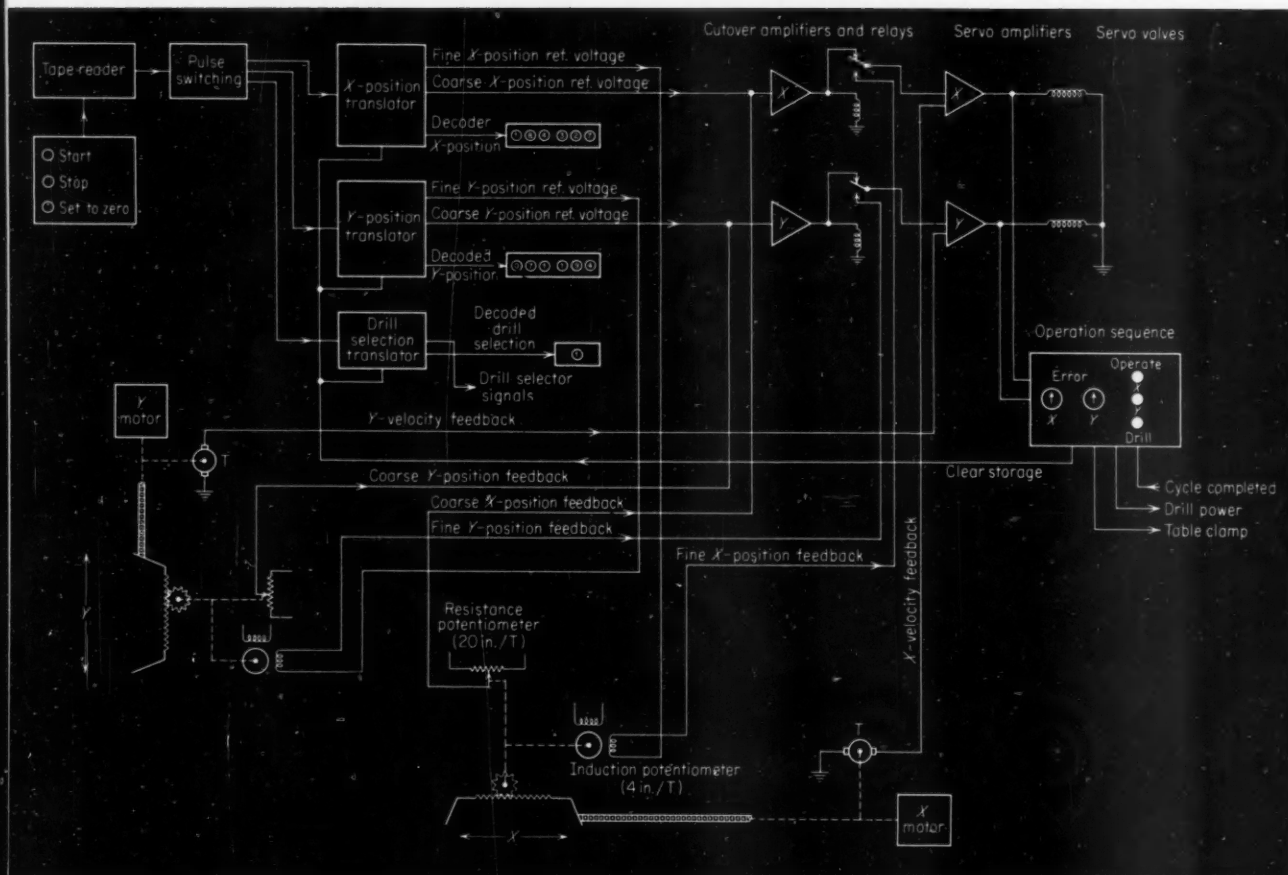 Cutover amplifiers and relays
Servo amplifiers
Servo valves
Tape-reader
Pulse
switching
X-position
translator
Fine X-position ref. voltage
Coarse X-position ref. voltage
Decoder
X-position
X
X
Start
Stop
Set to zero
Y-position
translator
Fine Y-position ref. voltage
Coarse Y-position ref. voltage
Decoded
Y-position
Y
Y
Drill
selection
translator
Decoded
drill
selection
1
Drill selector
signals
Operation sequence
Error
Operate
X
Y
X
Y
Drill
Y
motor
Y-velocity feedback
T
Clear storage
Coarse Y-position feedback
Coarse X-position feedback
Fine Y-position feedback
Fine X-position feedback
X-velocity feedback
Cycle completed
Drill power
Table clamp
Y
Resistance
potentiometer
(20 in./T)
T
Induction potentiometer
(4 in./T)
X
X
motor